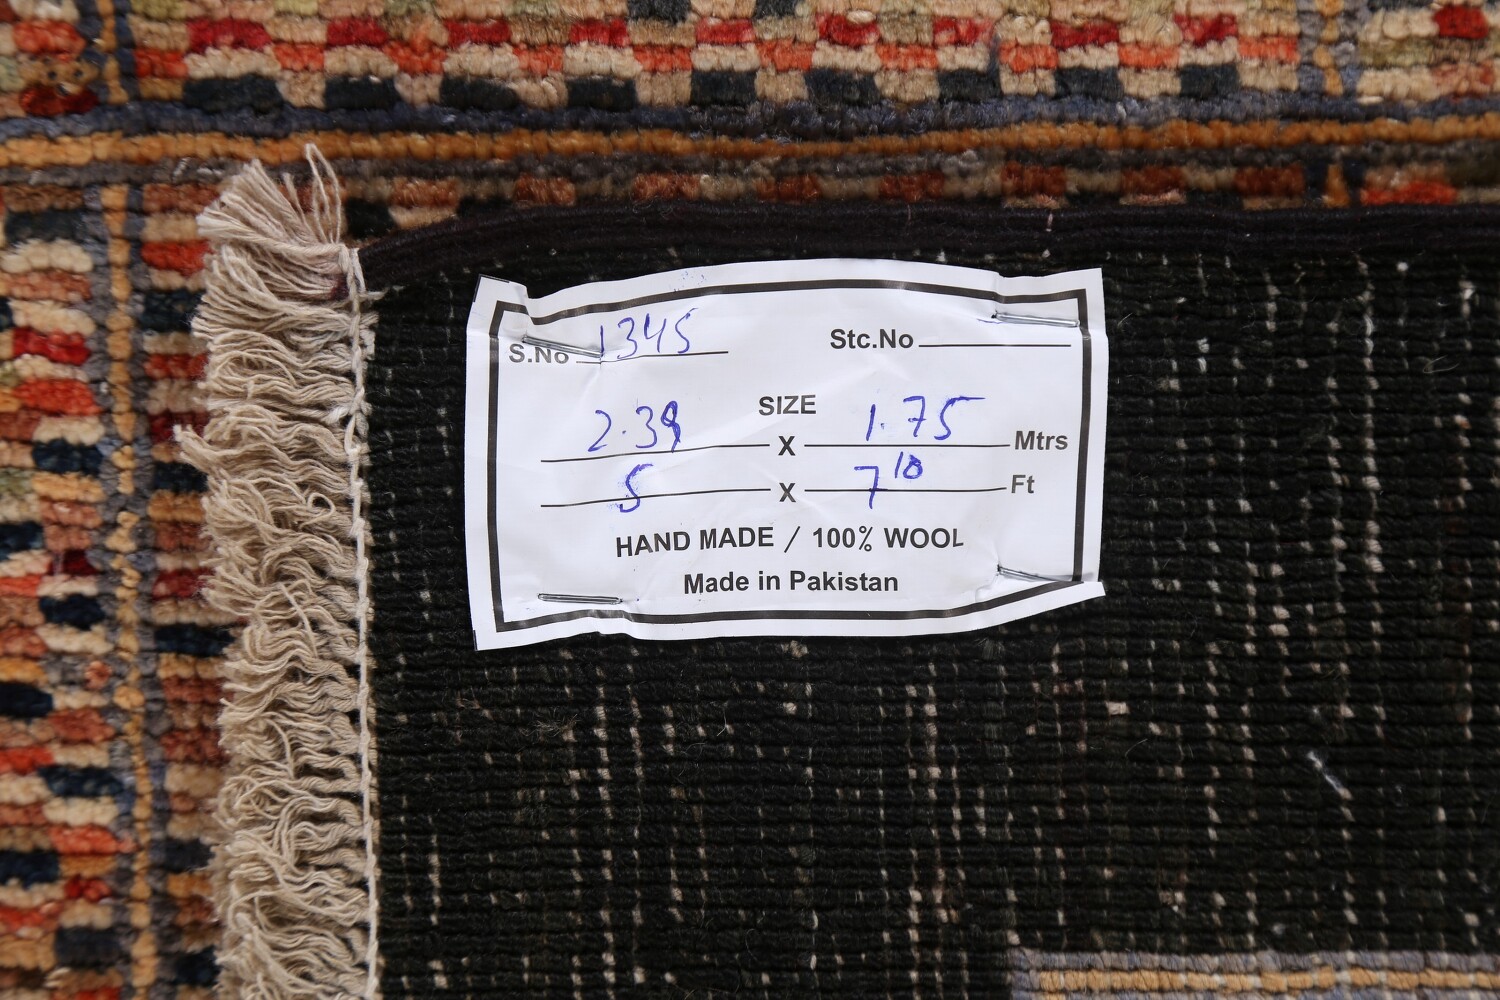 S.No 1345 Stc.No
SIZE
2.39 X 1.75 Mtrs
5 X 7 10 Ft
HAND MADE / 100% WOOL
Made in Pakistan